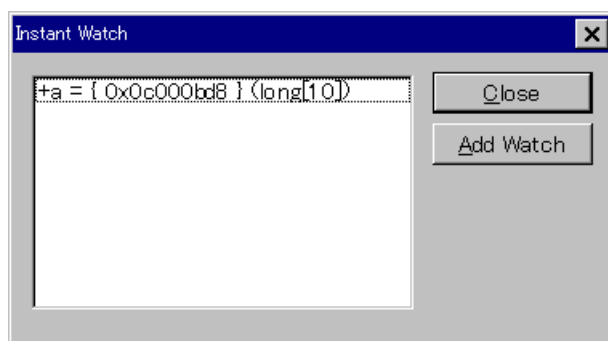 Instant Watch
+a = { 0x0c000bd8 } (long[10])
Close
Add Watch